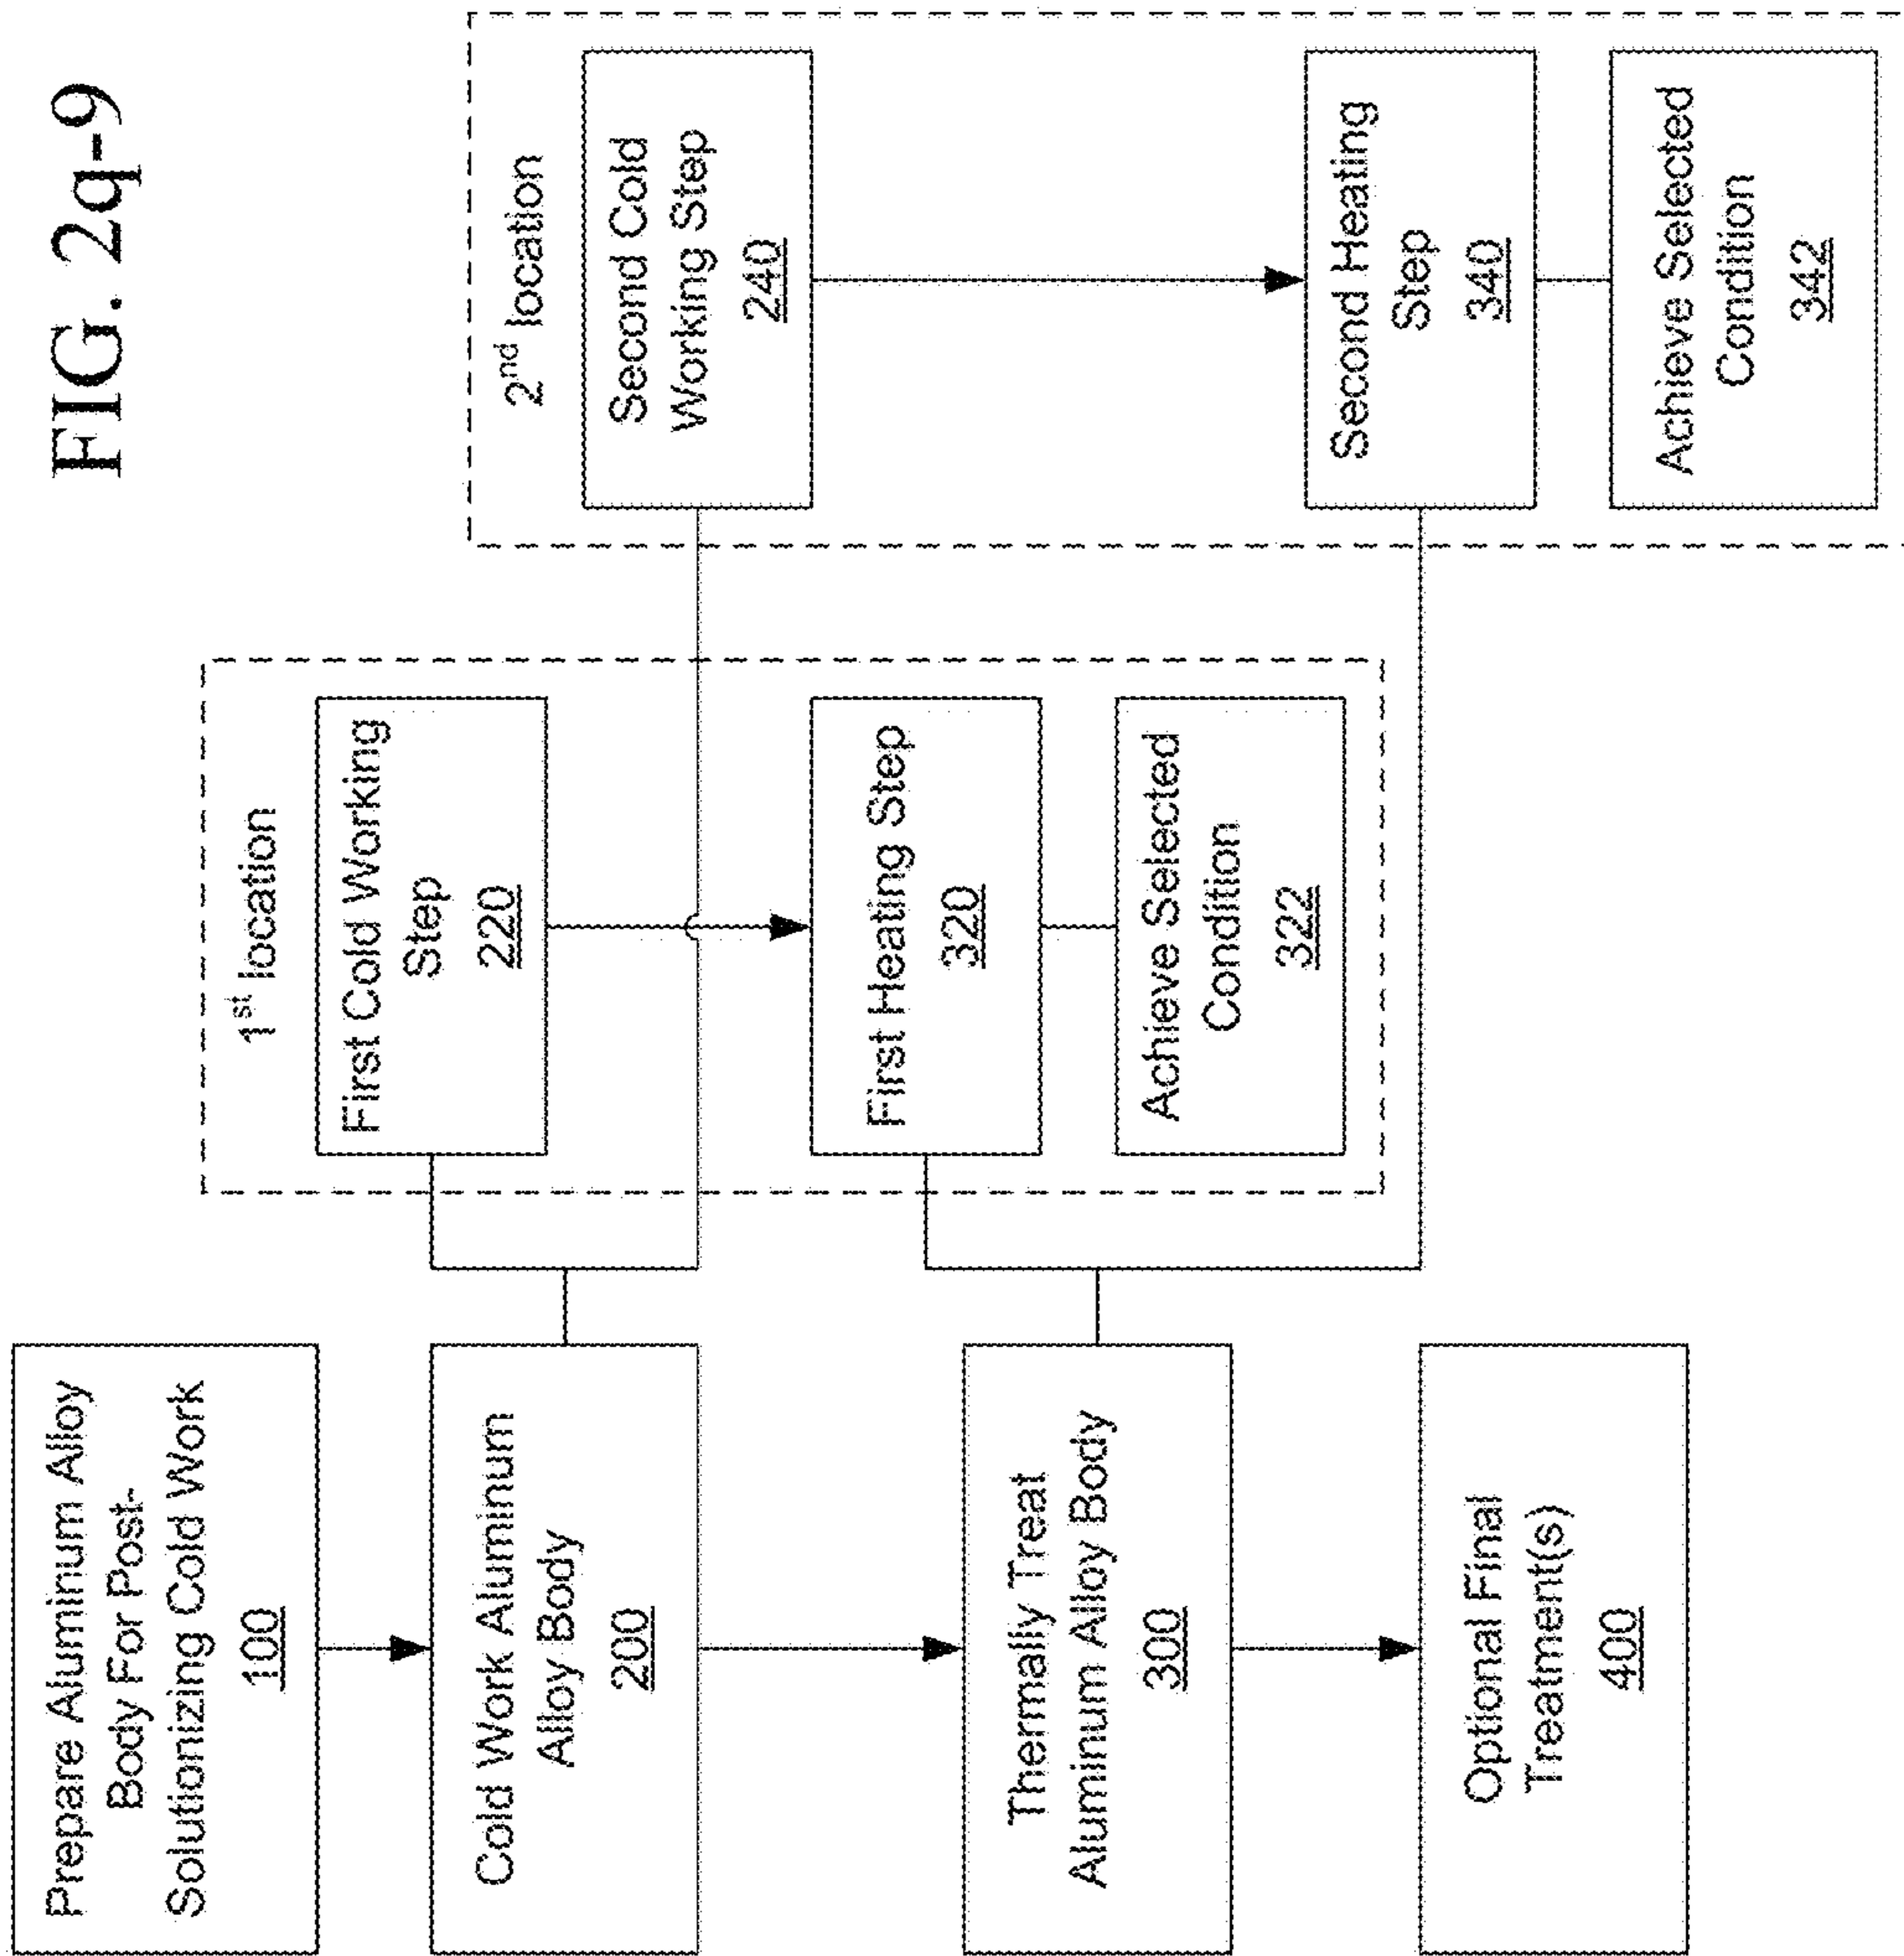 FIG. 2q-9
Prepare Aluminum Alloy
Body For Post-
Solutionizing Cold Work
100
Cold Work Aluminum
Alloy Body
200
Thermally Treat
Aluminum Alloy Body
300
Optional Final
Treatment(s)
400
1st location
First Cold Working
Step
220
First Heating Step
320
Achieve Selected
Condition
322
2nd location
Second Cold
Working Step
240
Second Heating
Step
340
Achieve Selected
Condition
342